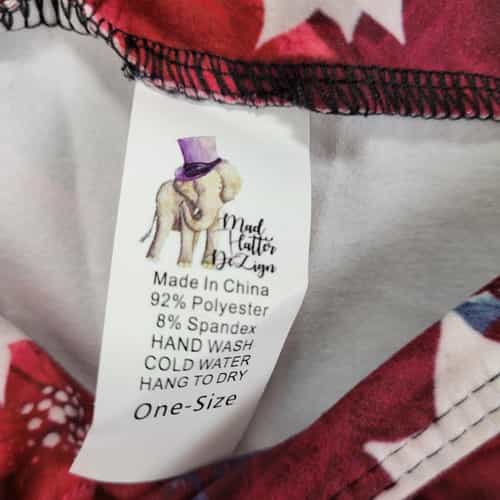 Mad
Hatter
DeZign
Made In China
92% Polyester
8% Spandex
HAND WASH
COLD WATER
HANG TO DRY
One-Size